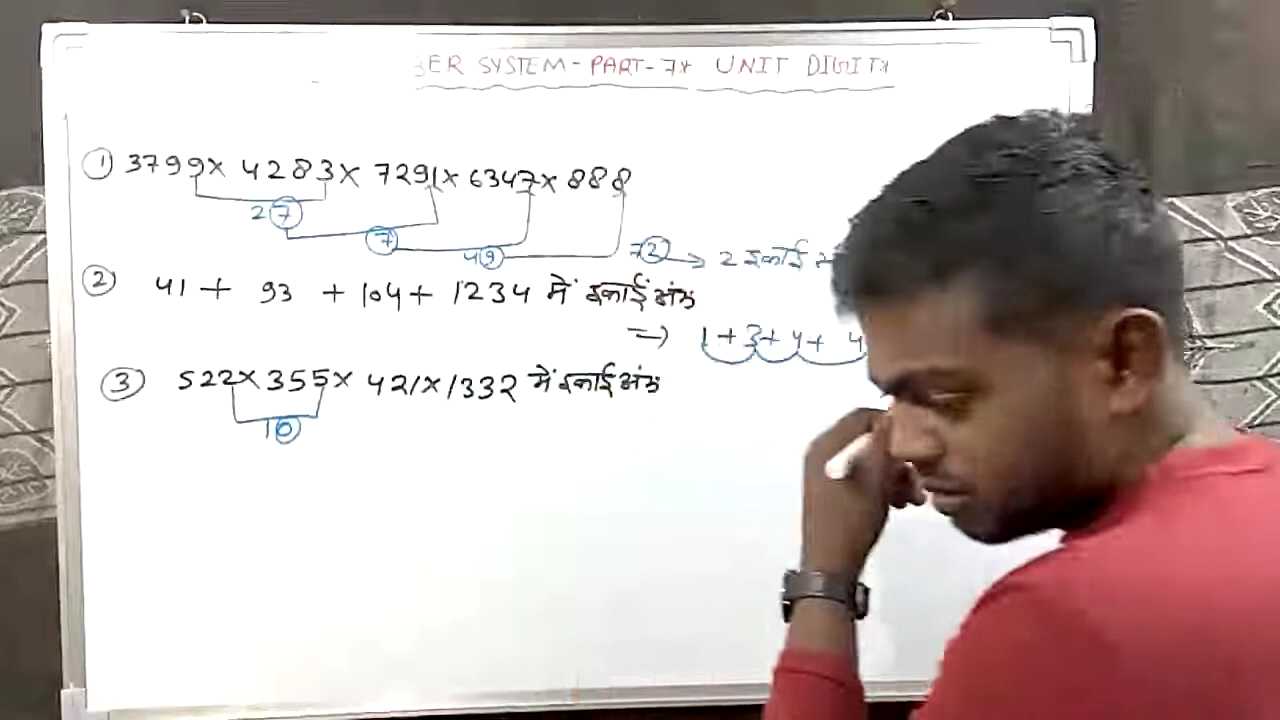 BER SYSTEM - PART-7* UNIT DIGIT*
① 3799 × 4283 × 7291 × 6347 × 888
27
7
49
72 → 2 इकाई
② 41 + 93 + 104 + 1234 में इकाई अंक
⇒ 1 + 3 + 4 + 4
③ 522 × 355 × 421 × 1332 में इकाई अंक
10